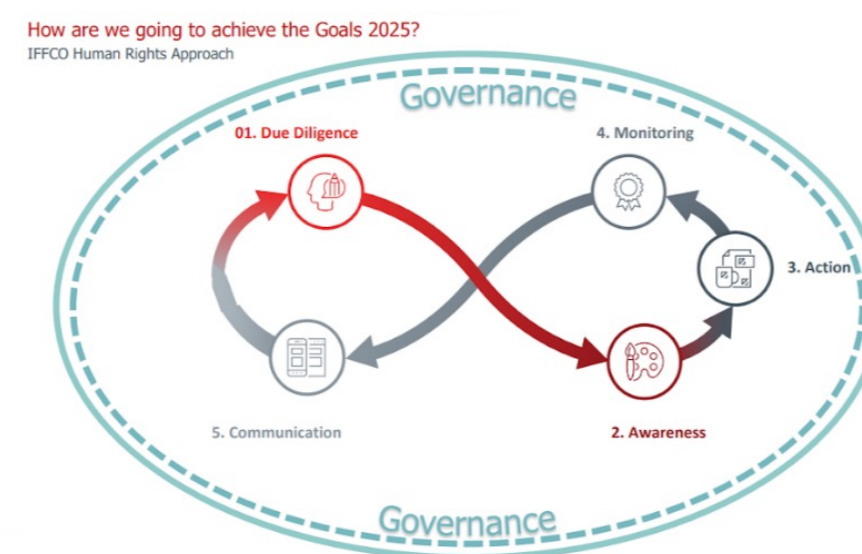 How are we going to achieve the Goals 2025?
IFFCO Human Rights Approach
Governance
01. Due Diligence
4. Monitoring
3. Action
5. Communication
2. Awareness
Governance